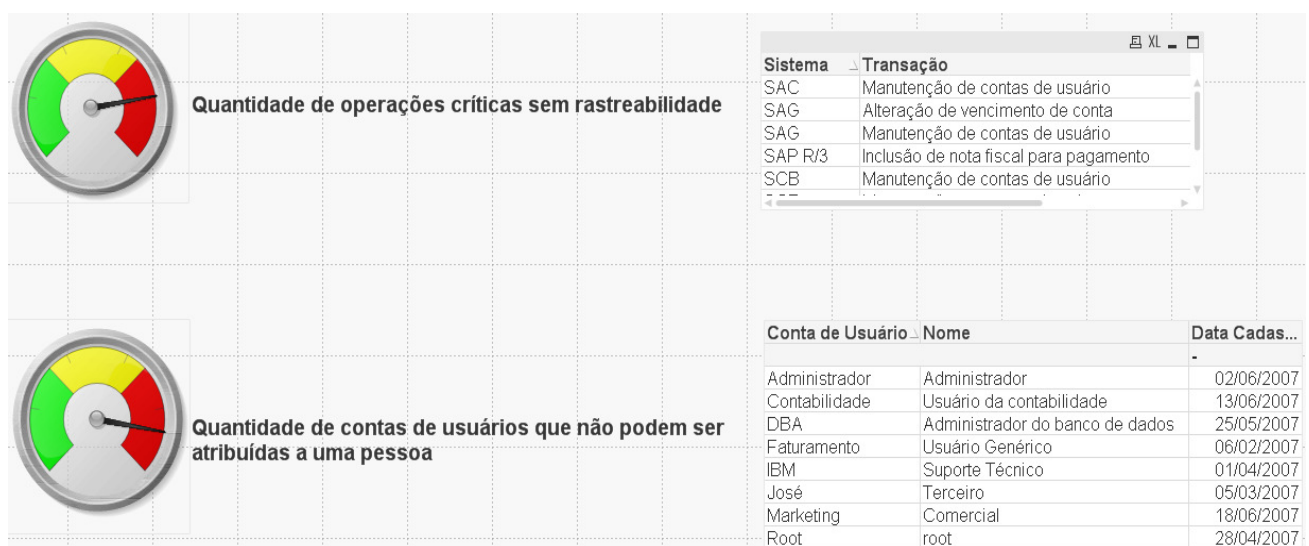 XL
Sistema Transação
SAC Manutenção de contas de usuário
SAG Alteração de vencimento de conta
SAG Manutenção de contas de usuário
SAP R/3 Inclusão de nota fiscal para pagamento
SCB Manutenção de contas de usuário
Quantidade de operações críticas sem rastreabilidade
Conta de Usuário Nome Data Cadas...
-
Administrador Administrador 02/06/2007
Contabilidade Usuário da contabilidade 13/06/2007
DBA Administrador do banco de dados 25/05/2007
Faturamento Usuário Genérico 06/02/2007
IBM Suporte Técnico 01/04/2007
José Terceiro 05/03/2007
Marketing Comercial 18/06/2007
Root root 28/04/2007
Quantidade de contas de usuários que não podem ser
atribuídas a uma pessoa